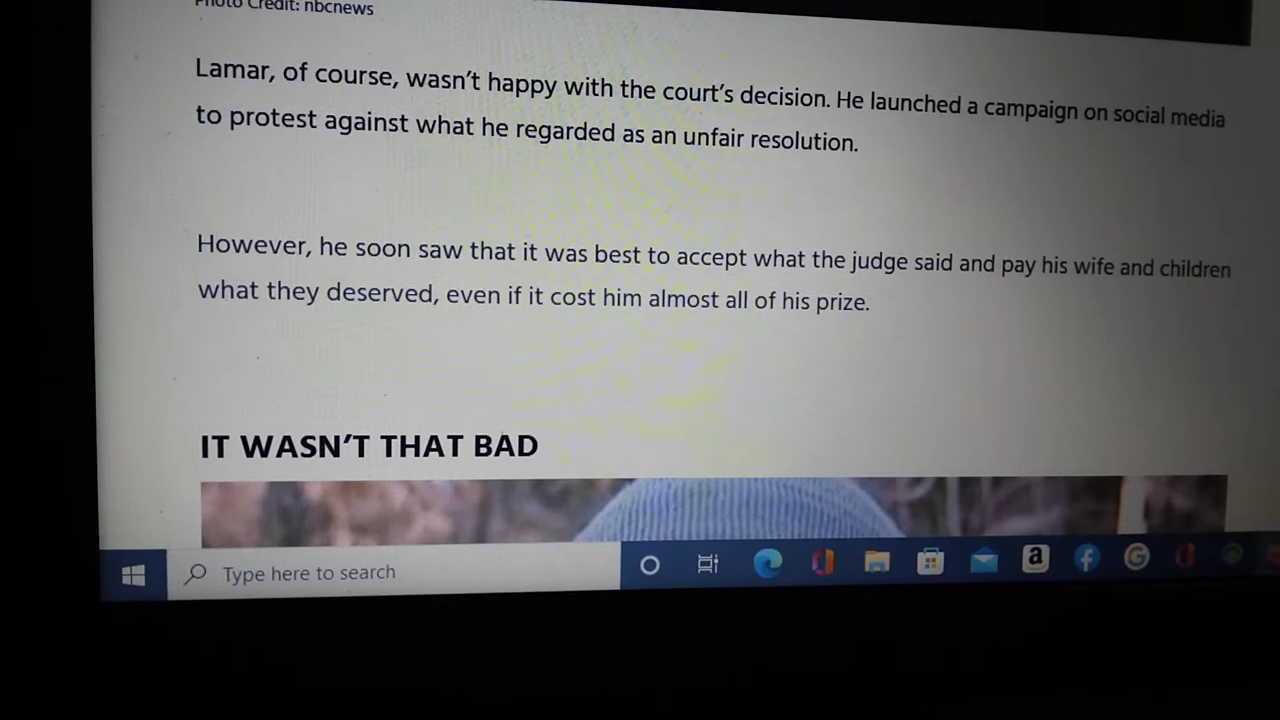 Photo Credit: nbcnews
Lamar, of course, wasn’t happy with the court’s decision. He launched a campaign on social media
to protest against what he regarded as an unfair resolution.
However, he soon saw that it was best to accept what the judge said and pay his wife and children
what they deserved, even if it cost him almost all of his prize.
IT WASN’T THAT BAD
Type here to search
a